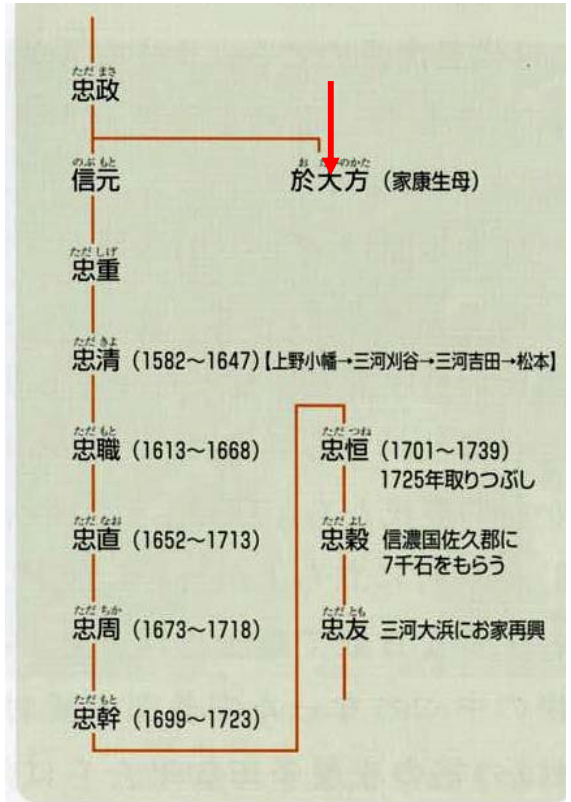 ただ まさ
忠政
のぶ もと
信元
お だいのかた
於大方 (家康生母)
ただ しげ
忠重
ただ きよ
忠清 (1582~1647)【上野小幡→三河刈谷→三河吉田→松本】
ただ もと
忠職 (1613~1668)
ただ なお
忠直 (1652~1713)
ただ ちか
忠周 (1673~1718)
ただ もと
忠幹 (1699~1723)
ただ つね
忠恒 (1701~1739)
1725年取りつぶし
ただ よし
忠穀 信濃国佐久郡に
7千石をもらう
ただ とも
忠友 三河大浜にお家再興